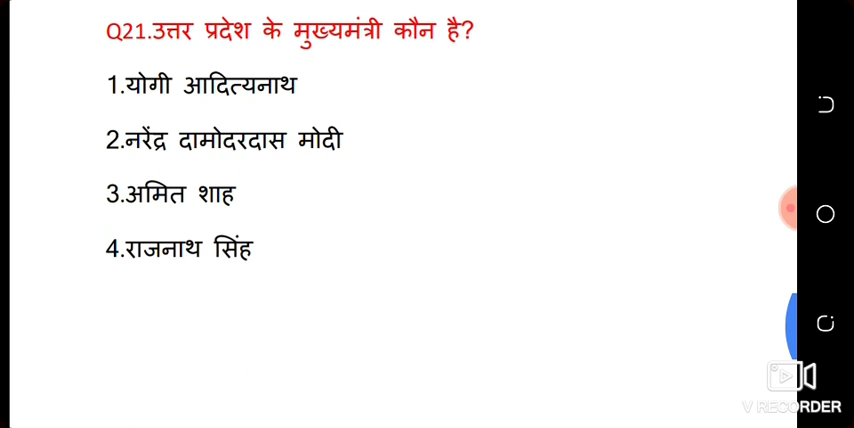 Q21.उत्तर प्रदेश के मुख्यमंत्री कौन है?
1.योगी आदित्यनाथ
2.नरेंद्र दामोदरदास मोदी
3.अमित शाह
4.राजनाथ सिंह
V RECORDER